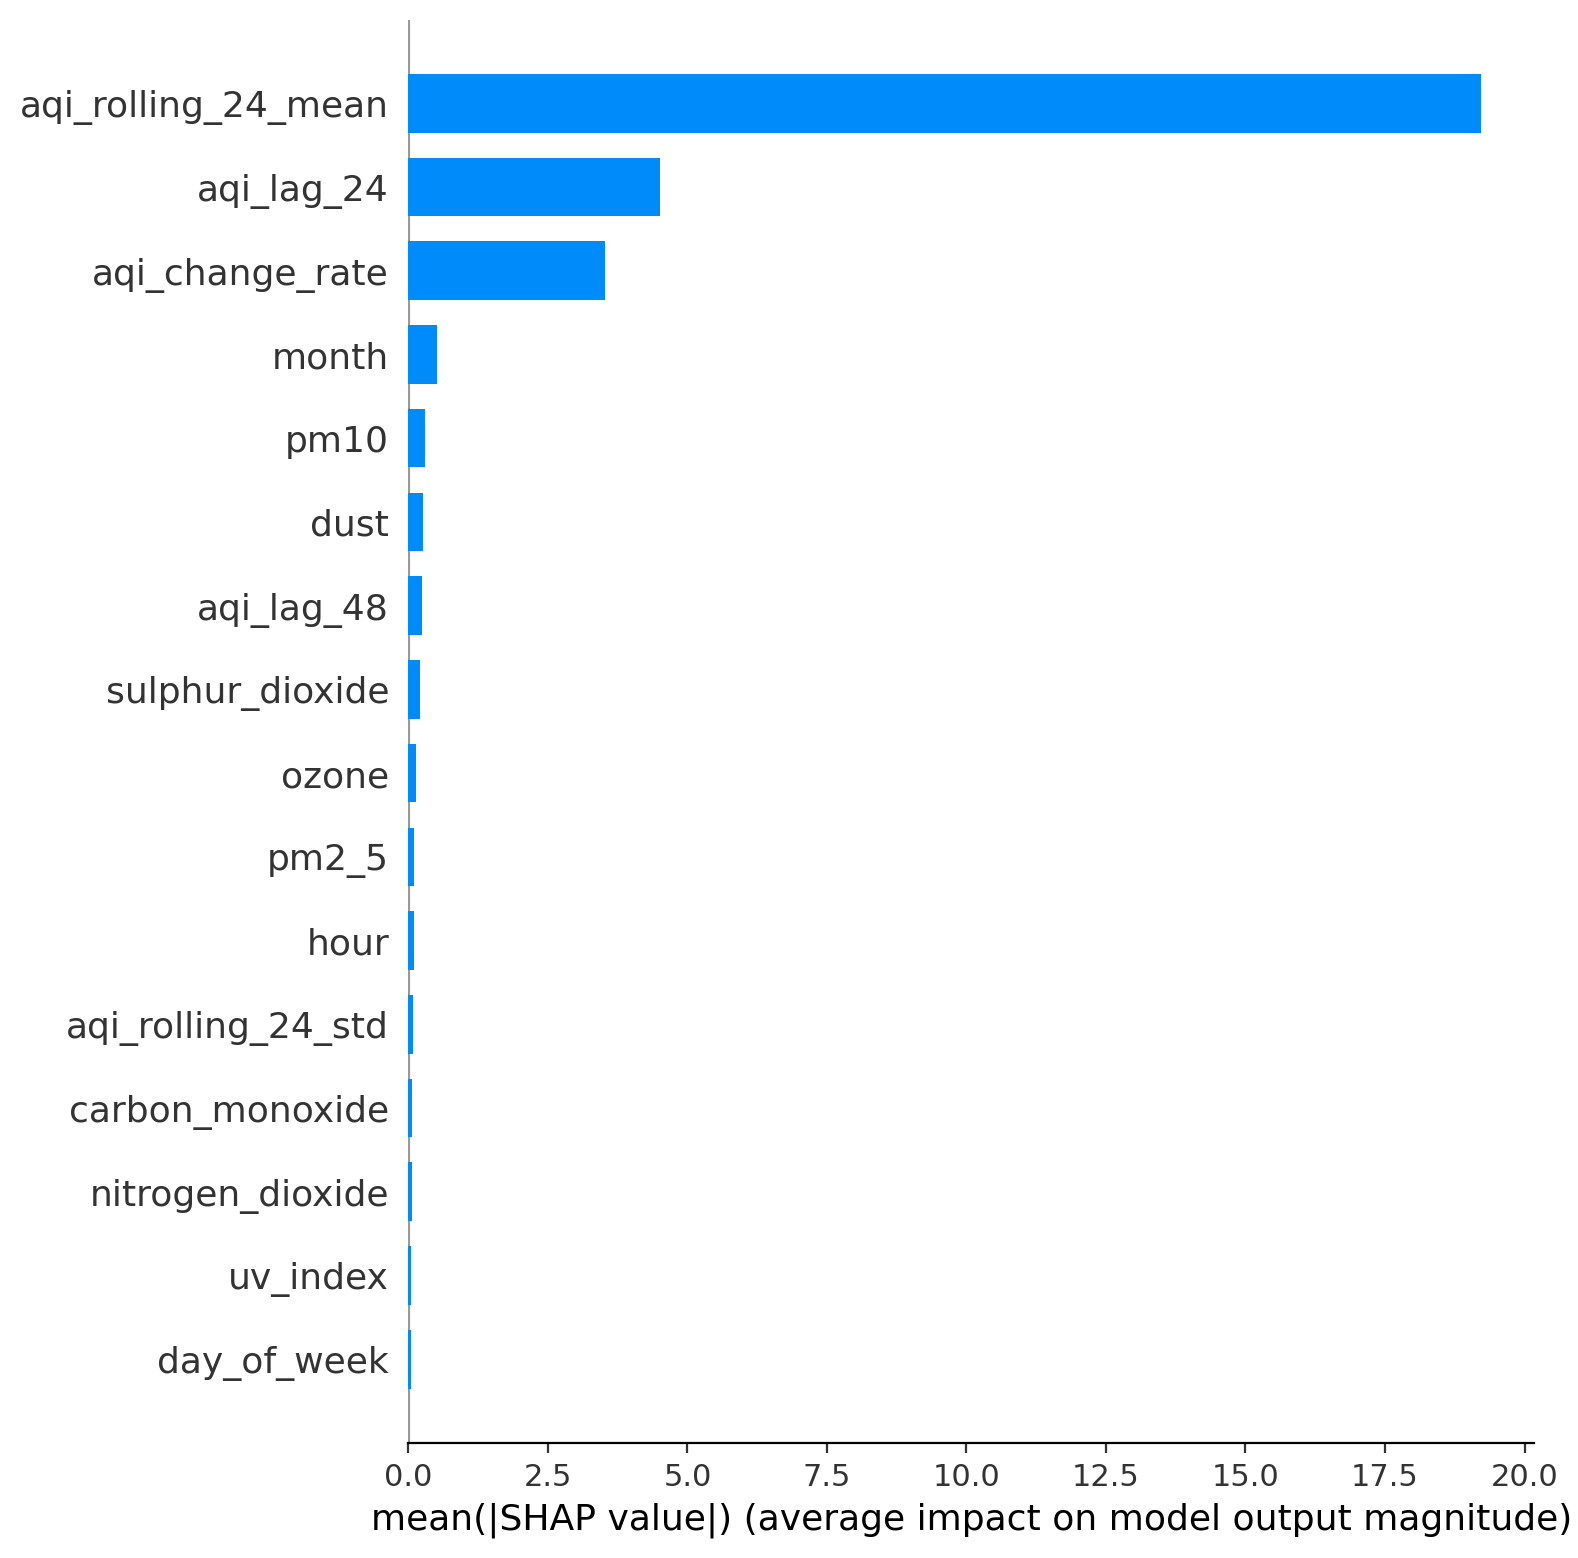 aqi_rolling_24_mean
aqi_lag_24
aqi_change_rate
month
pm10
dust
aqi_lag_48
sulphur_dioxide
ozone
pm2_5
hour
aqi_rolling_24_std
carbon_monoxide
nitrogen_dioxide
uv_index
day_of_week
0.0 2.5 5.0 7.5 10.0 12.5 15.0 17.5 20.0
mean(|SHAP value|) (average impact on model output magnitude)